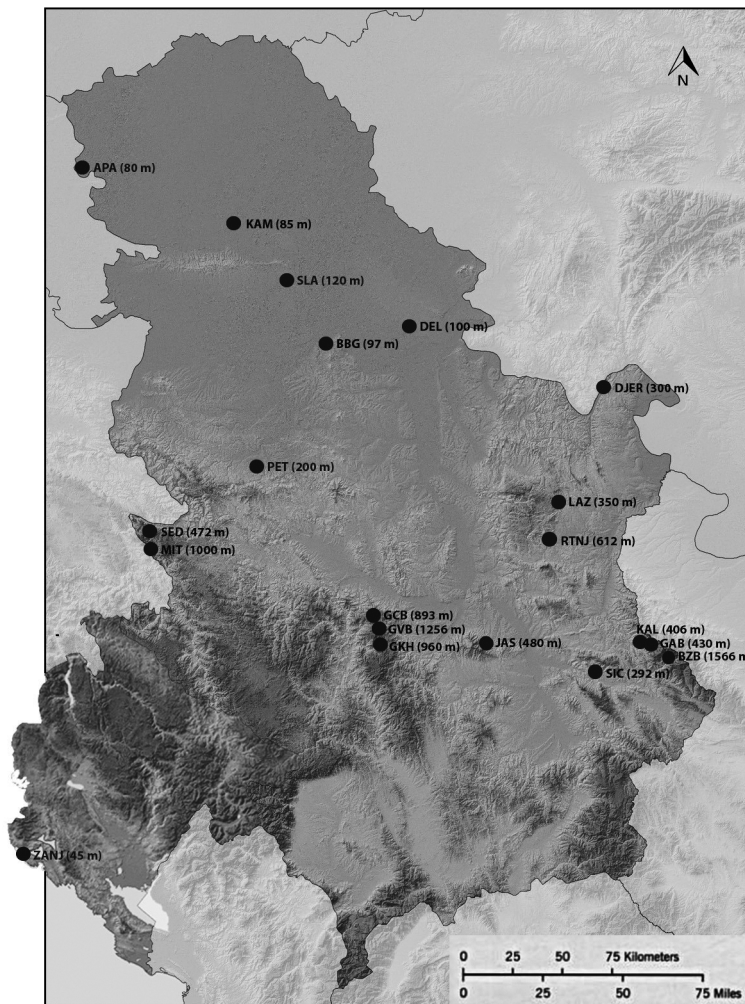 N
APA (80 m)
KAM (85 m)
SLA (120 m)
DEL (100 m)
BBG (97 m)
DJER (300 m)
PET (200 m)
LAZ (350 m)
SED (472 m)
RTNJ (612 m)
MIT (1000 m)
GCB (893 m)
GVB (1256 m)
KAL (406 m)
GKH (960 m)
JAS (480 m)
GAB (430 m)
BZB (1566 m)
SIC (292 m)
ZANJ (45 m)
0 25 50 75 Kilometers
0 25 50 75 Miles